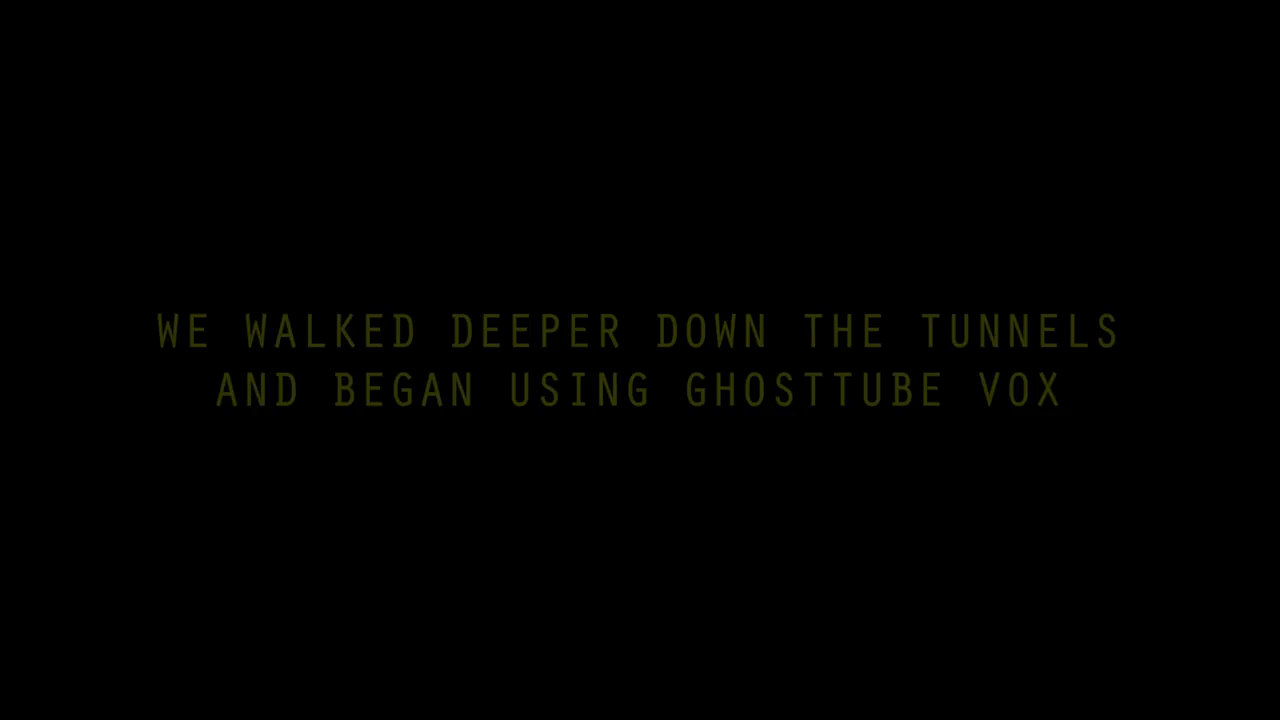 WE WALKED DEEPER DOWN THE TUNNELS
AND BEGAN USING GHOSTTUBE VOX